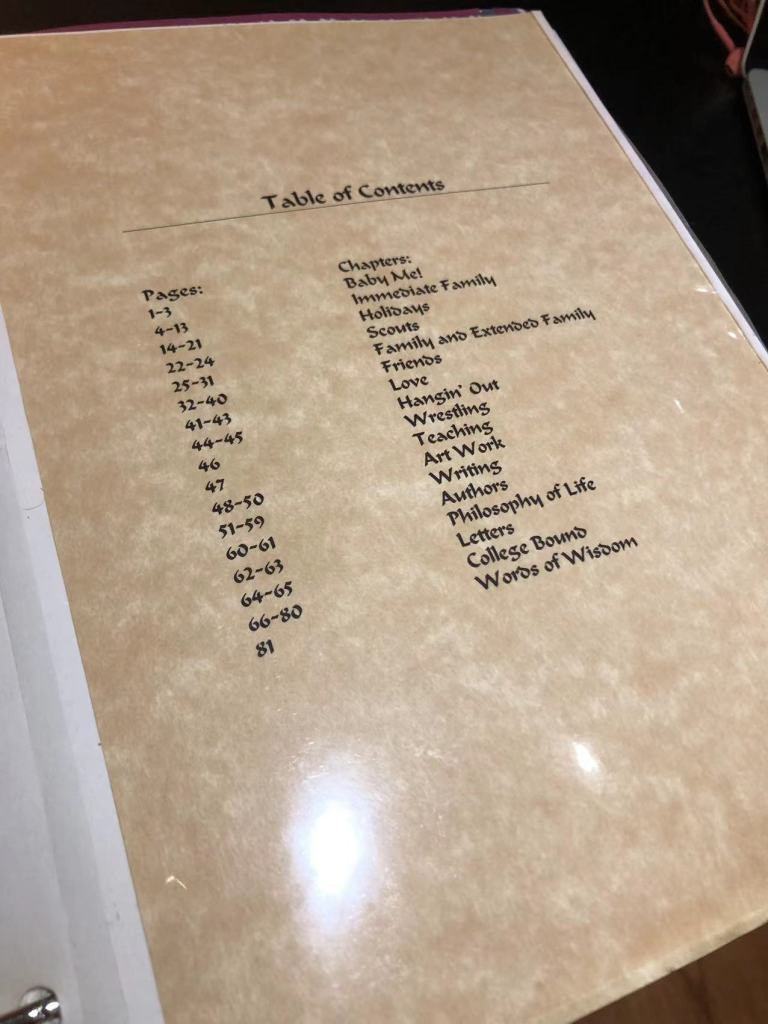 Table of Contents
Pages: Chapters:
1-3 Baby Me!
4-13 Immediate Family
14-21 Holidays
22-24 Scouts
25-31 Family and Extended Family
32-40 Friends
41-43 Love
44-45 Hangin' Out
46 Wrestling
47 Teaching
48-50 Art Work
51-59 Writing
60-61 Authors
62-63 Philosophy of Life
64-65 Letters
66-80 College Bound
81 Words of Wisdom